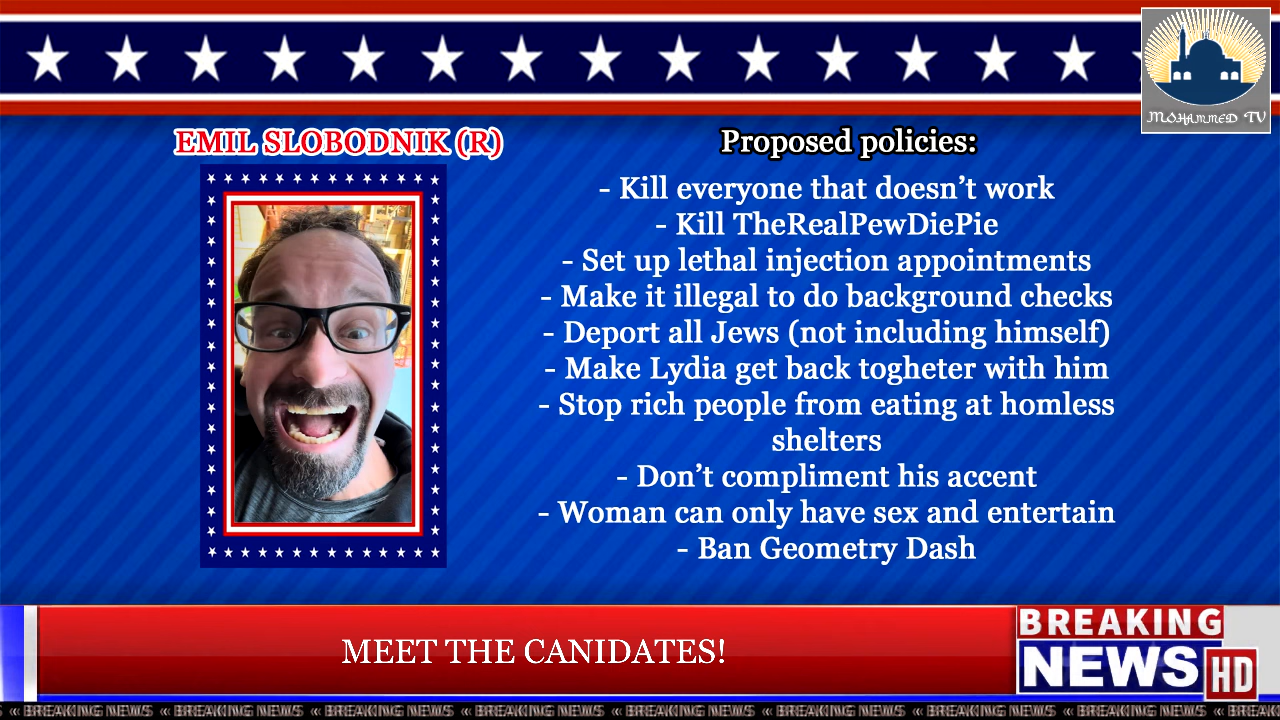 MOHAMMED TV
EMIL SLOBODNIK (R)
Proposed policies:
- Kill everyone that doesn’t work
- Kill TheRealPewDiePie
- Set up lethal injection appointments
- Make it illegal to do background checks
- Deport all Jews (not including himself)
- Make Lydia get back togheter with him
- Stop rich people from eating at homless
shelters
- Don’t compliment his accent
- Woman can only have sex and entertain
- Ban Geometry Dash
MEET THE CANIDATES!
BREAKING
NEWS HD
S « BREAKING NEWS « BREAKING NEWS « BREAKING NEWS « BREAKING NEWS « BREAKING NEWS « BREAKING NEWS « BREAKING NEWS « BREAKING NEWS « BREAK